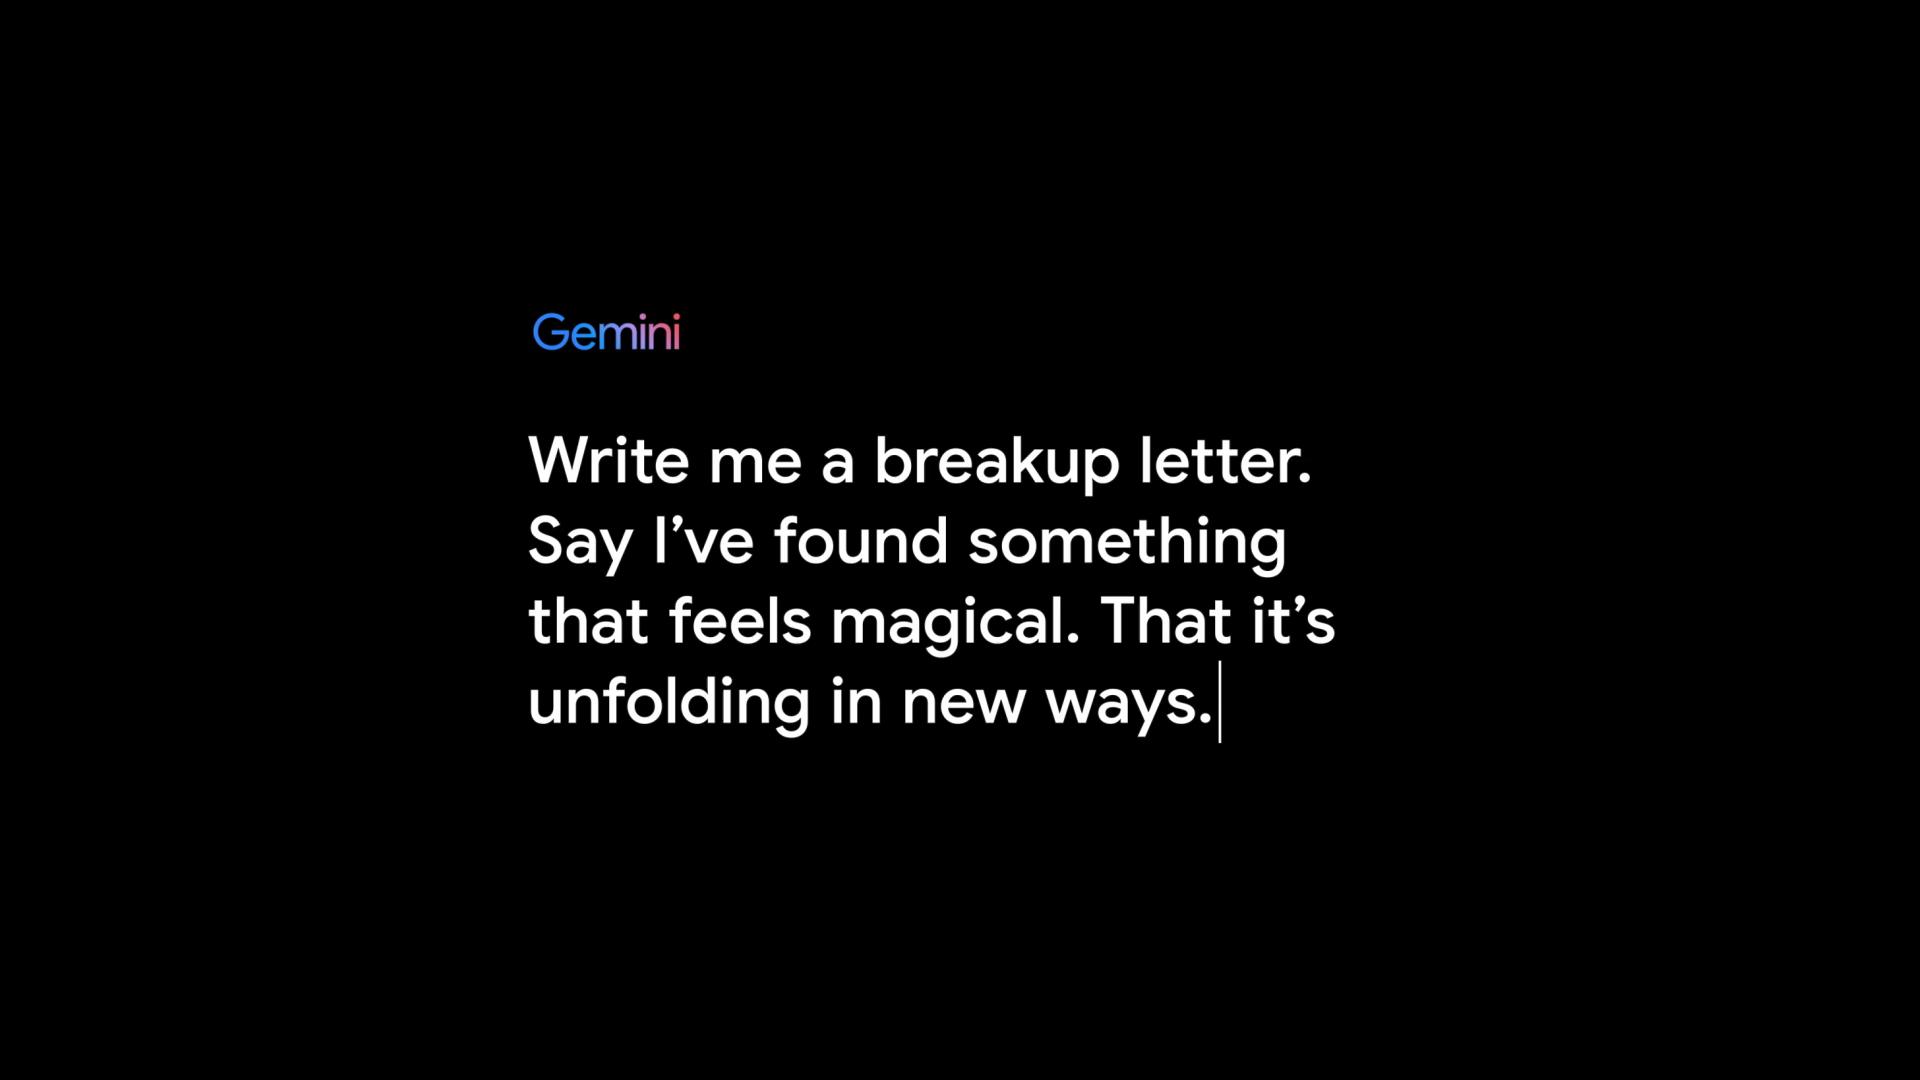 Gemini
Write me a breakup letter.
Say I’ve found something
that feels magical. That it’s
unfolding in new ways.